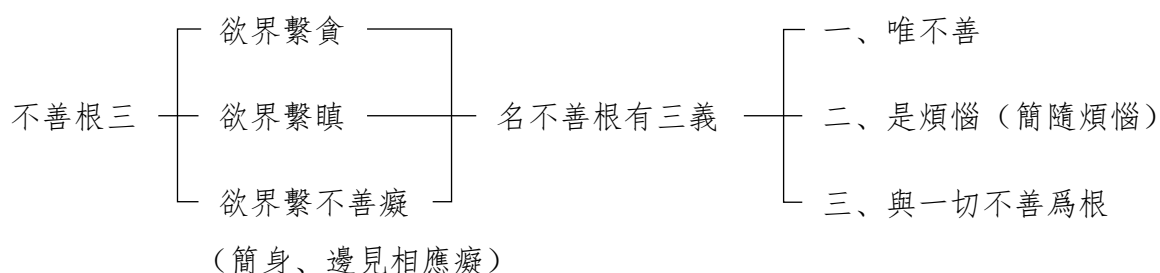 不善根三
欲界繫貪
欲界繫瞋
欲界繫不善癡
（簡身、邊見相應癡）
名不善根有三義
一、唯不善
二、是煩惱（簡隨煩惱）
三、與一切不善爲根